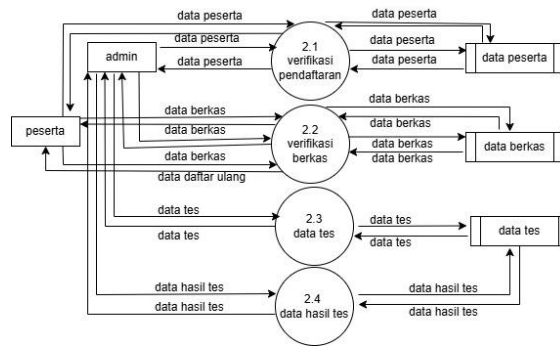 data peserta
data peserta
data peserta
data peserta
admin
data peserta
2.1
verifikasi
pendaftaran
data peserta
data peserta
data peserta
peserta
data berkas
data berkas
data berkas
data daftar ulang
2.2
verifikasi
berkas
data berkas
data berkas
data berkas
data berkas
data berkas
data tes
data tes
2.3
data tes
data tes
data tes
data tes
data hasil tes
data hasil tes
2.4
data hasil tes
data hasil tes
data hasil tes